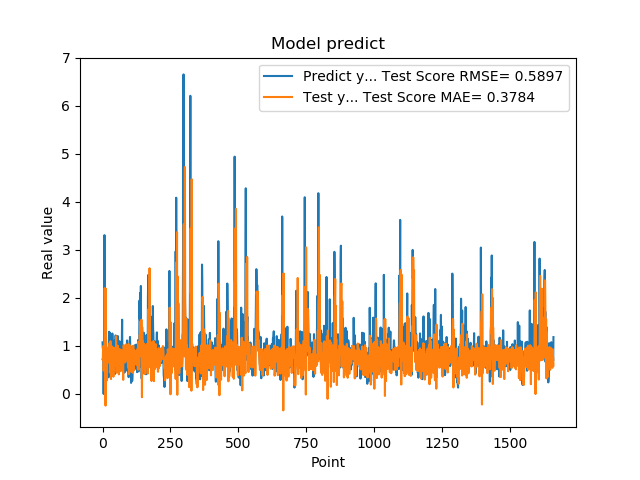 Model predict
Predict y... Test Score RMSE= 0.5897
Test y... Test Score MAE= 0.3784
Real value
7
6
5
4
3
2
1
0
0 250 500 750 1000 1250 1500
Point